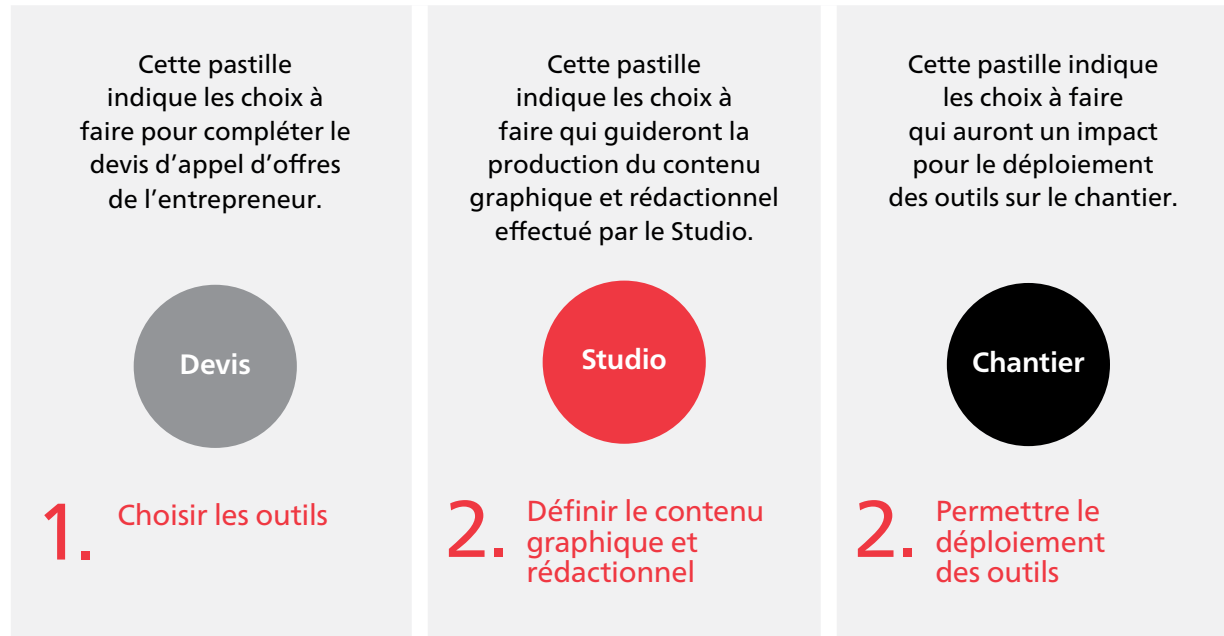 Cette pastille
indique les choix à
faire pour compléter le
devis d’appel d’offres
de l’entrepreneur.
Devis
1.
Choisir les outils
Cette pastille
indique les choix à
faire qui guideront la
production du contenu
graphique et rédactionnel
effectué par le Studio.
Studio
2.
Définir le contenu
graphique et
rédactionnel
Cette pastille indique
les choix à faire
qui auront un impact
pour le déploiement
des outils sur le chantier.
Chantier
2.
Permettre le
déploiement
des outils